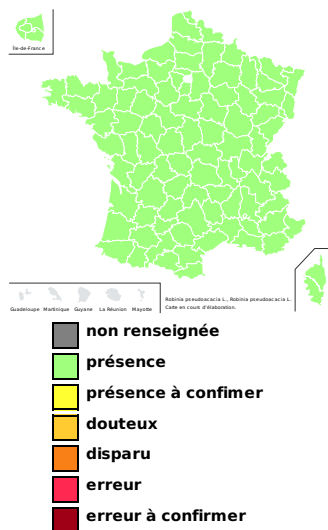 Île-de-France
Guadeloupe Martinique Guyane La Réunion Mayotte
Robinia pseudoacacia L., Robinia pseudoacacia L.
Carte en cours d'élaboration.
non renseignée
présence
présence à confimer
douteux
disparu
erreur
erreur à confirmer